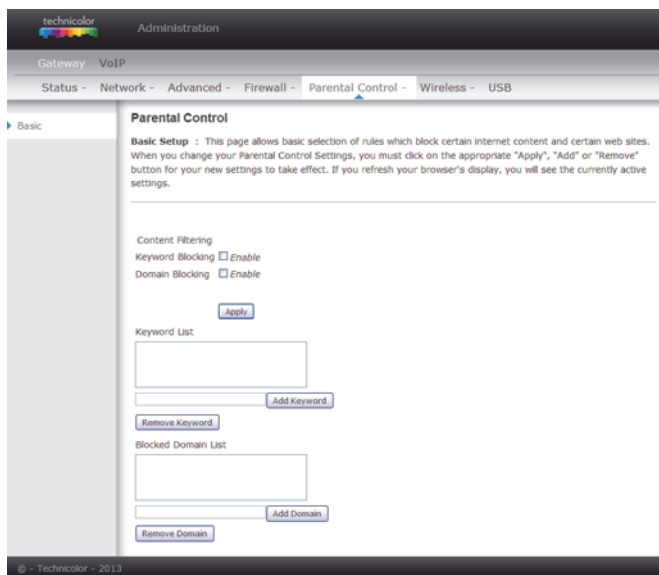 technicolor
Administration
Gateway VoIP
Status - Network - Advanced - Firewall - Parental Control - Wireless - USB
Basic
Parental Control
Basic Setup : This page allows basic selection of rules which block certain internet content and certain web sites.
When you change your Parental Control Settings, you must click on the appropriate "Apply", "Add" or "Remove"
button for your new settings to take effect. If you refresh your browser's display, you will see the currently active
settings.
Content Filtering
Keyword Blocking Enable
Domain Blocking Enable
Apply
Keyword List
Add Keyword
Remove Keyword
Blocked Domain List
Add Domain
Remove Domain
© - Technicolor - 2013